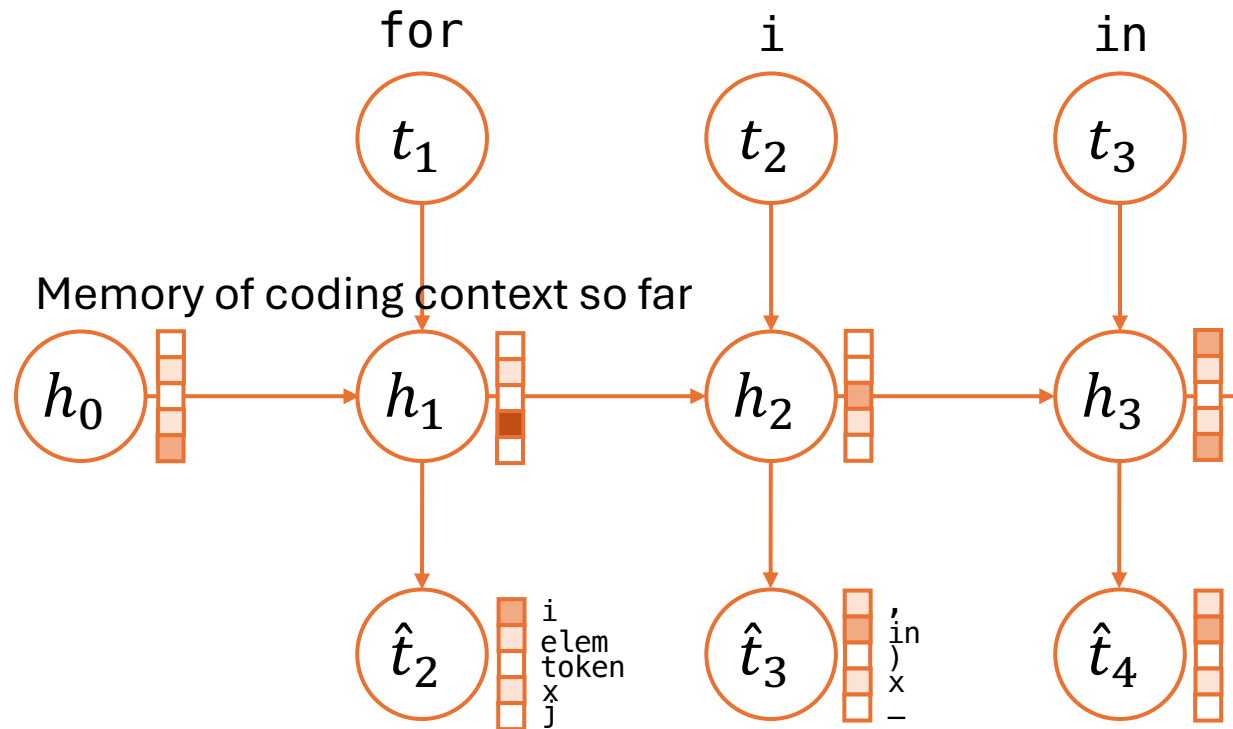 for i in
t₁ t₂ t₃
Memory of coding context so far
h₀ h₁ h₂ h₃
t̂₂ t̂₃ t̂₄
i
elem
token
x
j
,
in
)
x
_